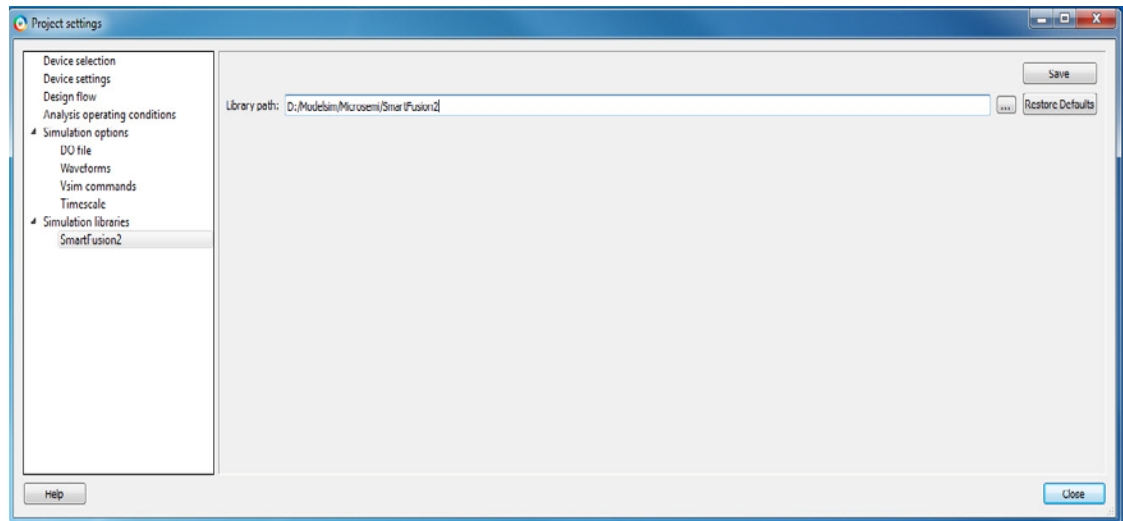 Project settings
Device selection
Device settings
Design flow
Analysis operating conditions
Simulation options
DO file
Waveforms
Vsim commands
Timescale
Simulation libraries
SmartFusion2
Save
Library path: D:/Modelsim/Microsemi/SmartFusion2
... Restore Defaults
Help
Close